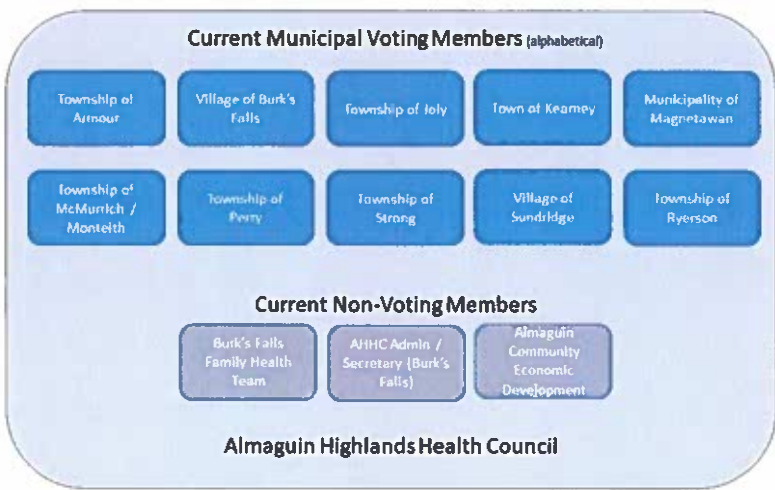 Current Municipal Voting Members (alphabetical)
Township of
Armour
Village of Burk's
Falls
Township of Joly
Town of Kearney
Municipality of
Magnetawan
Township of
McMurrich /
Monteith
Township of
Perry
Township of
Strong
Village of
Sundridge
Township of
Ryerson
Current Non-Voting Members
Burk's Falls
Family Health
Team
AHHC Admin /
Secretary (Burk's
Falls)
Almaguin
Community
Economic
Development
Almaguin Highlands Health Council